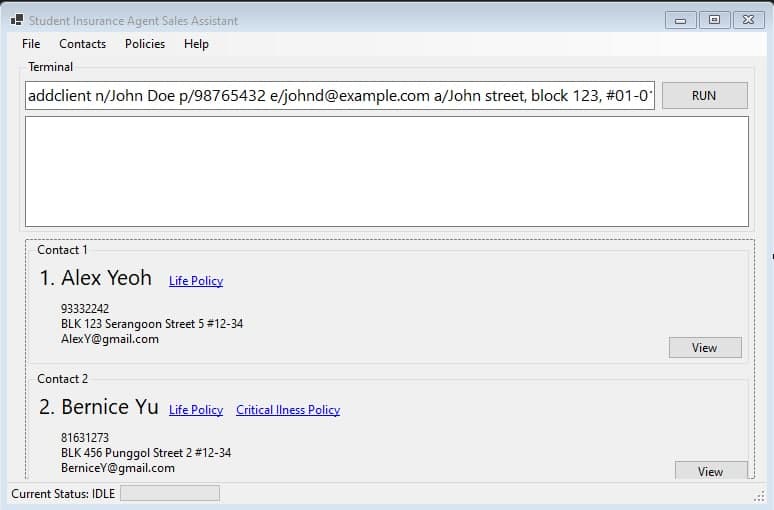 Student Insurance Agent Sales Assistant
File Contacts Policies Help
Terminal
addclient n/John Doe p/98765432 e/johnd@example.com a/John street, block 123, #01-01
RUN
Contact 1
1. Alex Yeoh Life Policy
93332242
BLK 123 Serangoon Street 5 #12-34
AlexY@gmail.com
View
Contact 2
2. Bernice Yu Life Policy Critical Ilness Policy
81631273
BLK 456 Punggol Street 2 #12-34
BerniceY@gmail.com
View
Current Status: IDLE